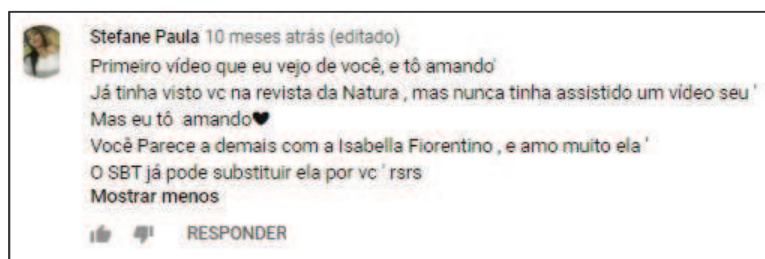 Stefane Paula 10 meses atrás (editado)
Primeiro vídeo que eu vejo de você, e tô amando'
Já tinha visto vc na revista da Natura , mas nunca tinha assistido um vídeo seu '
Mas eu tô amando♥
Você Parece a demais com a Isabella Fiorentino , e amo muito ela '
O SBT já pode substituir ela por vc ' rsrs
Mostrar menos
RESPONDER